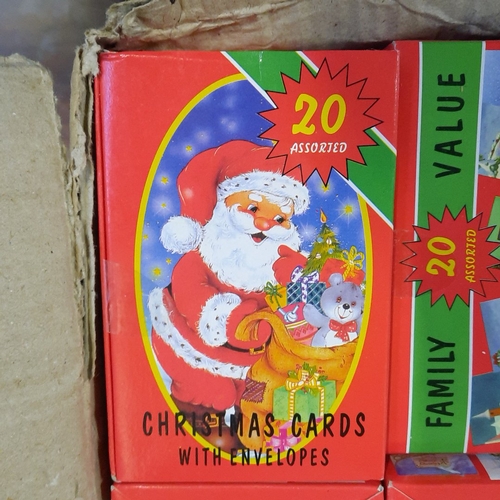 20
ASSORTED
CHRISTMAS CARDS
WITH ENVELOPES
FAMILY VALUE
20
ASSORTED